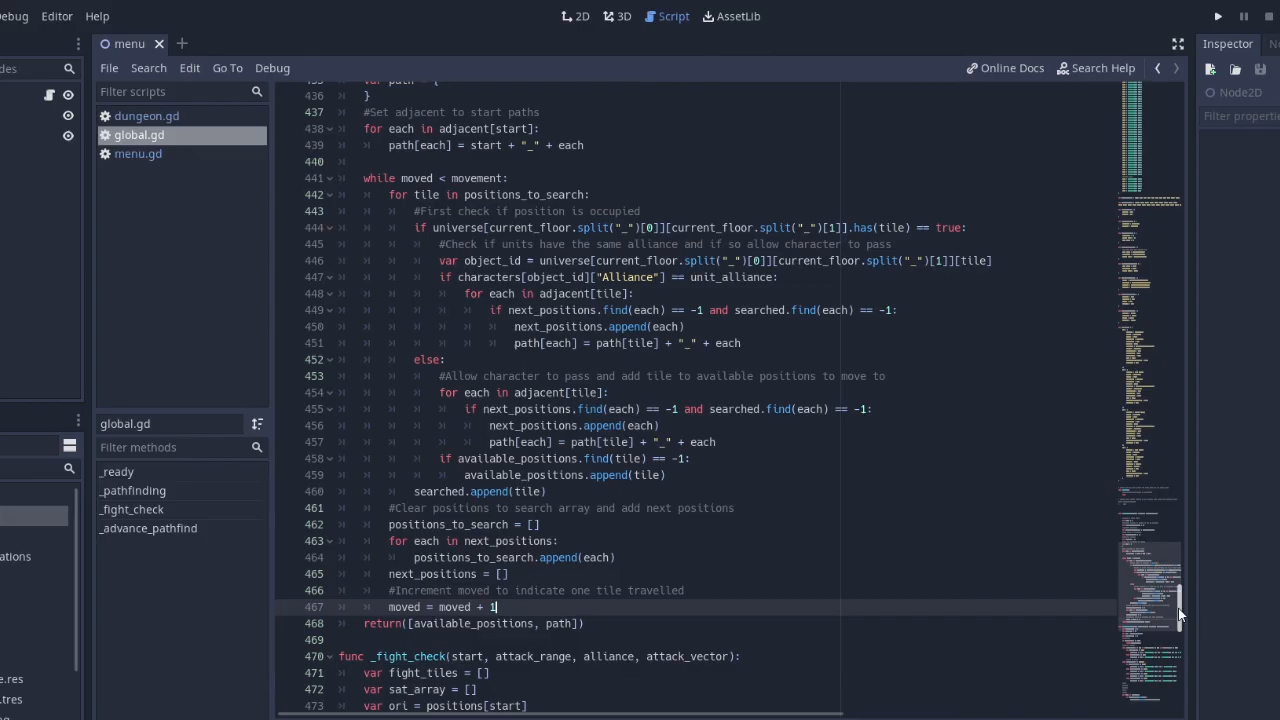 Debug Editor Help 2D 3D Script AssetLib
menu Inspector
File Search Edit Go To Debug Online Docs Search Help
Filter scripts
dungeon.gd
global.gd
menu.gd
Node2D
global.gd
Filter methods
_ready
_pathfinding
_fight_check
_advance_pathfind
436 }
437 #Set adjacent to start paths
438 for each in adjacent[start]:
439 path[each] = start + "_" + each
440
441 while moved movement:
442 for tile in positions_to_search:
443 #First check if position is occupied
444 if universe[current_floor.split("_")[0]][current_floor.split("_")[1]].has(tile) == true:
445 #Check if units have the same alliance and if so allow character to pass
446 var object_id = universe[current_floor.split("_")[0]][current_floor.split("_")[1]][tile]
447 if characters[object_id]["Alliance"] == unit_alliance:
448 for each in adjacent[tile]:
449 if next_positions.find(each) == -1 and searched.find(each) == -1:
450 next_positions.append(each)
451 path[each] = path[tile] + "_" + each
452 else:
453 #Allow character to pass and add tile to available positions to move to
454 for each in adjacent[tile]:
455 if next_positions.find(each) == -1 and searched.find(each) == -1:
456 next_positions.append(each)
457 path[each] = path[tile] + "_" + each
458 if available_positions.find(tile) == -1:
459 available_positions.append(tile)
460 searched.append(tile)
461 positions to search array and add next positions
462 positions_to_search = []
463 for each in next_positions:
464 positions_to_search.append(each)
465 next_positions = []
466 #Increment moved to indicate one tile travelled
467 moved = moved + 1
468 return([available_positions, path])
469
470 func _fight_check(start, attack_range, alliance, attack_
471 var fight_
472 var sat_array
473 var ori = positions[start]